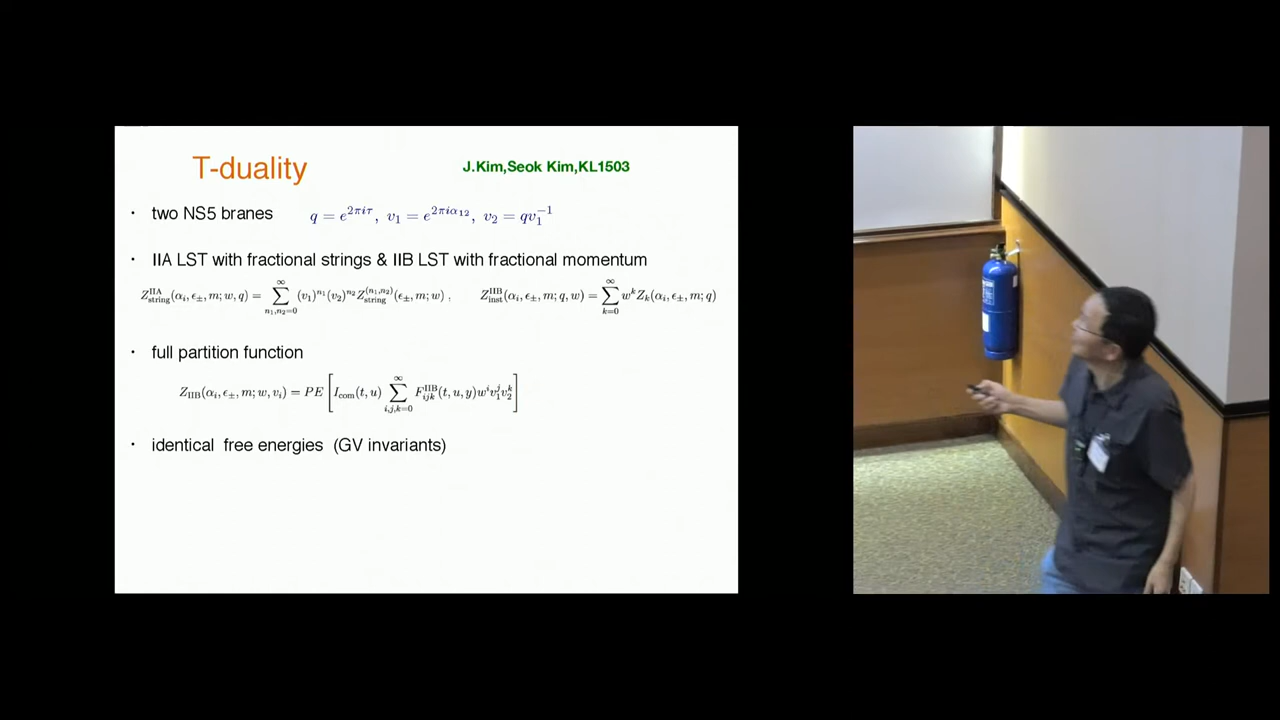 T-duality
J.Kim,Seok Kim,KL1503
· two NS5 branes q = e^{2πiτ}, v_1 = e^{2πiα_{12}}, v_2 = qv_1^{-1}
· IIA LST with fractional strings & IIB LST with fractional momentum
Z^{IIA}_{string}(α_i, ε_±, m; w, q) = \sum_{n_1,n_2=0}^{∞} (v_1)^{n_1}(v_2)^{n_2} Z^{(n_1,n_2)}_{string}(ε_±, m; w) , Z^{IIB}_{inst}(α_i, ε_±, m; q, w) = \sum_{k=0}^{∞} w^k Z_k(α_i, ε_±, m; q)
· full partition function
Z_{IIB}(α_i, ε_±, m; w, v_i) = PE [ I_{com}(t, u) \sum_{i,j,k=0}^{∞} F^{IIB}_{ijk}(t, u, y) w^i v_1^j v_2^k ]
· identical free energies (GV invariants)